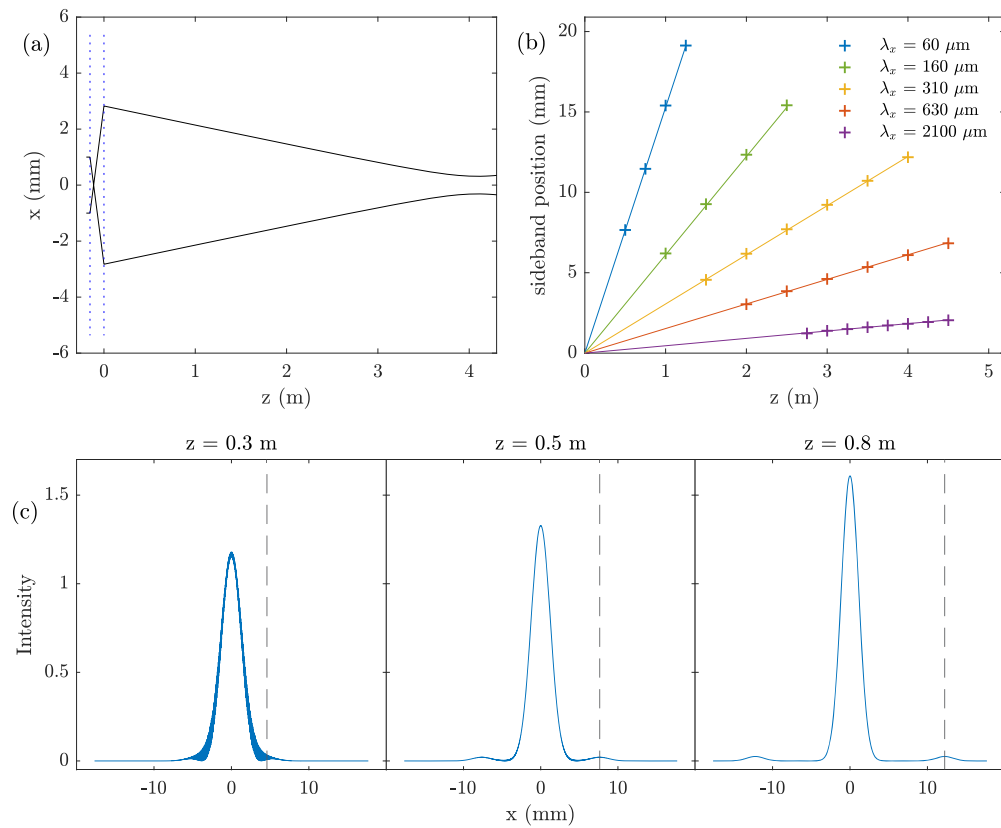 (a)
6
4
2
0
-2
-4
-6
x (mm)
0
1
2
3
4
z (m)
(b)
20
15
10
5
0
sideband position (mm)
λx = 60 μm
λx = 160 μm
λx = 310 μm
λx = 630 μm
λx = 2100 μm
0
1
2
3
4
5
z (m)
z = 0.3 m
z = 0.5 m
z = 0.8 m
(c)
1.5
1
0.5
0
Intensity
-10
0
10
-10
0
10
-10
0
10
x (mm)